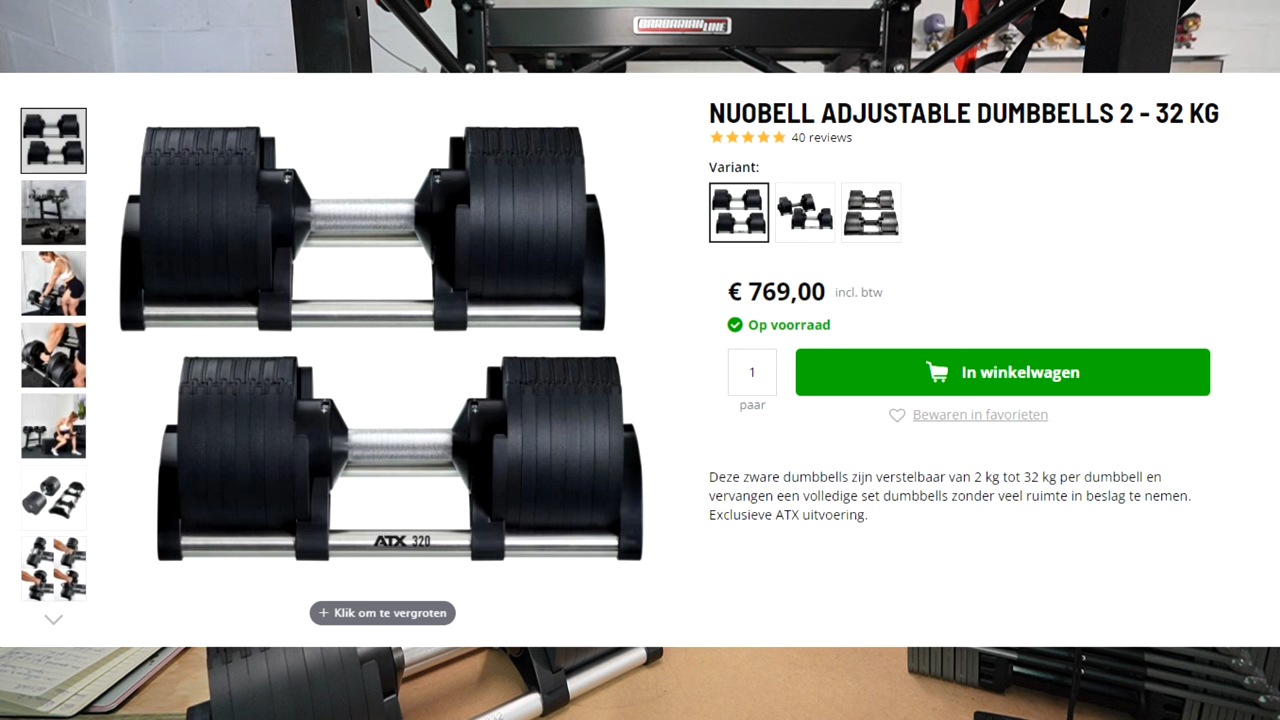 BARBARIAN LINE
NUOBELL ADJUSTABLE DUMBBELLS 2 - 32 KG
40 reviews
Variant:
€ 769,00 incl. btw
Op voorraad
1
In winkelwagen
paar
Bewaren in favorieten
Deze zware dumbbells zijn verstelbaar van 2 kg tot 32 kg per dumbbell en
vervangen een volledige set dumbbells zonder veel ruimte in beslag te nemen.
Exclusieve ATX uitvoering.
ATX 320
+ Klik om te vergroten